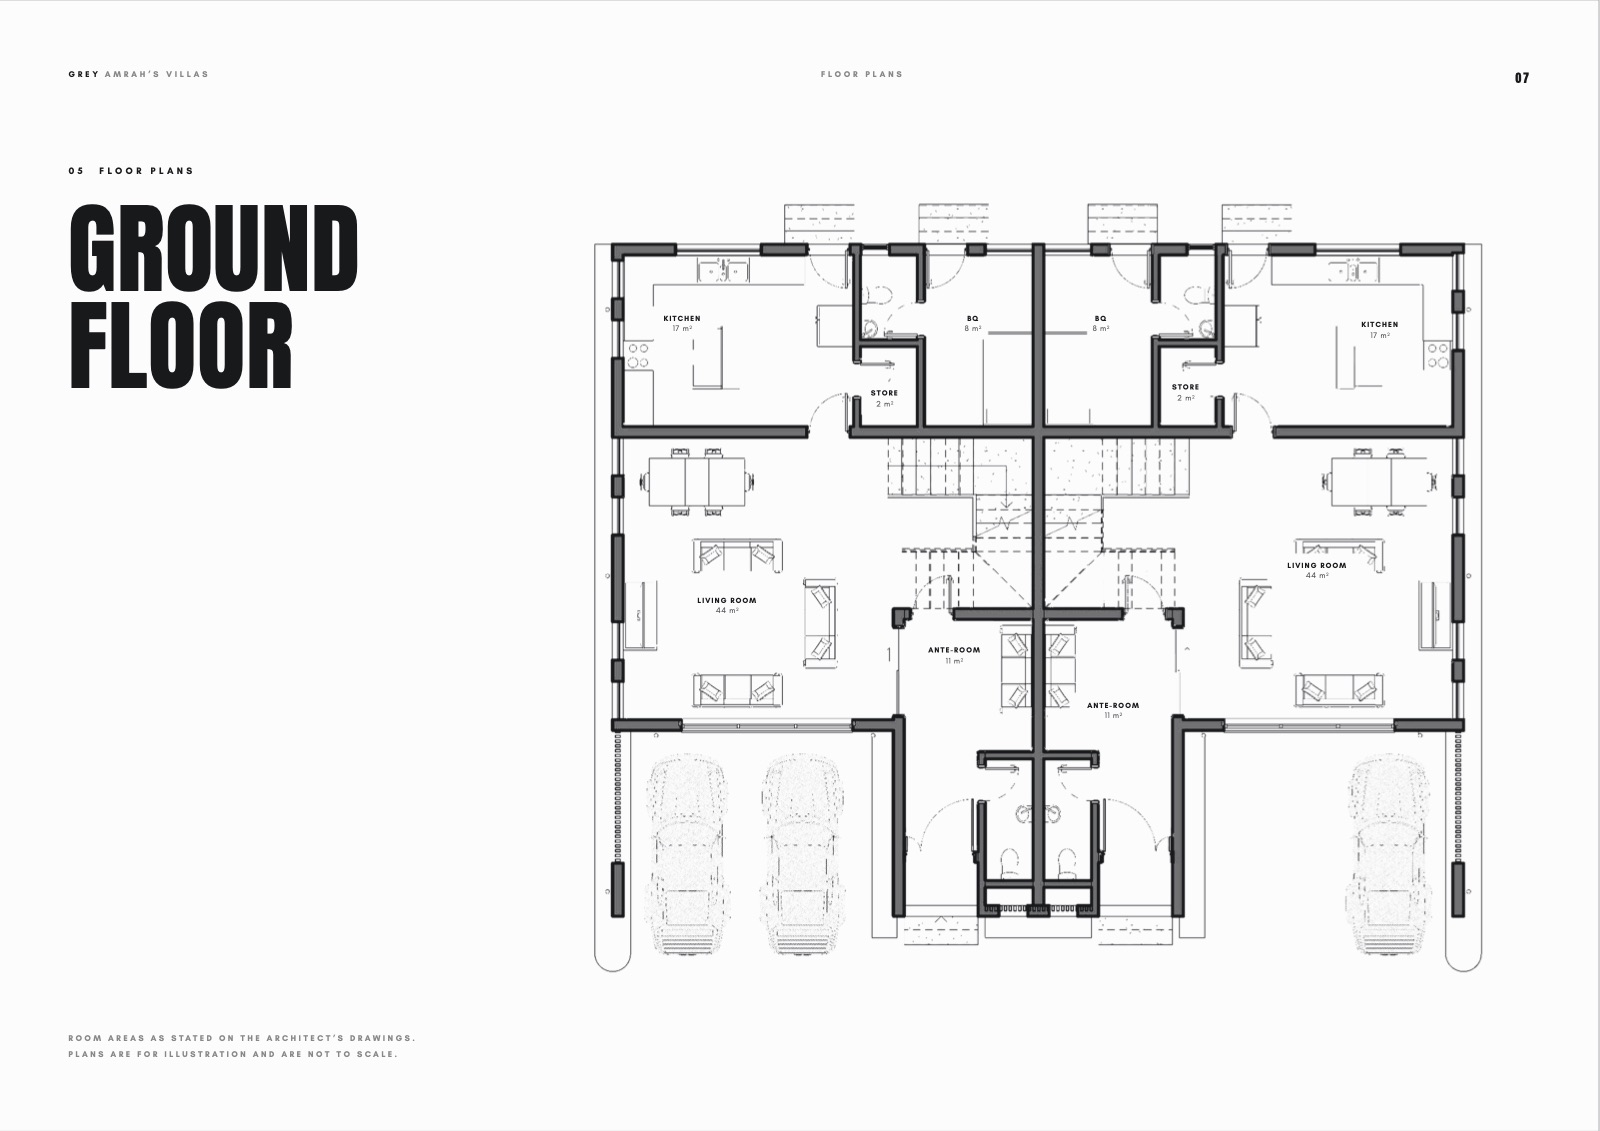 GREY AMRAH'S VILLAS
FLOOR PLANS
07
05 FLOOR PLANS
GROUND
FLOOR
KITCHEN
17 m²
BQ
8 m²
BQ
8 m²
KITCHEN
17 m²
STORE
2 m²
STORE
2 m²
LIVING ROOM
44 m²
LIVING ROOM
44 m²
ANTE-ROOM
11 m²
ANTE-ROOM
11 m²
ROOM AREAS AS STATED ON THE ARCHITECT'S DRAWINGS.
PLANS ARE FOR ILLUSTRATION AND ARE NOT TO SCALE.